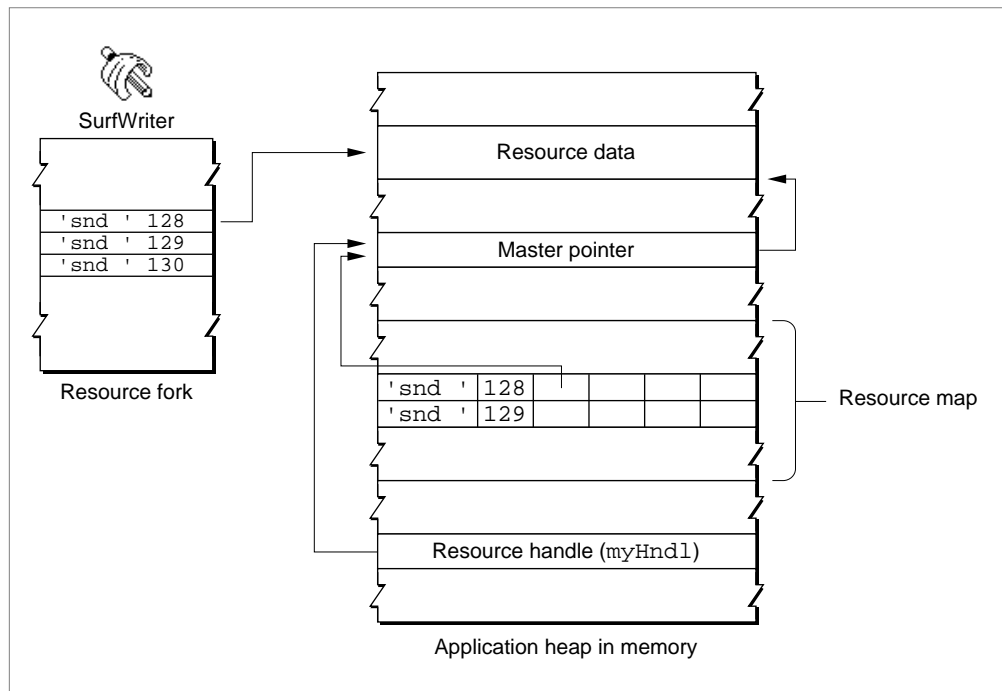 SurfWriter
'snd ' 128
'snd ' 129
'snd ' 130
Resource fork
Resource data
Master pointer
'snd ' 128
'snd ' 129
Resource map
Resource handle (myHndl)
Application heap in memory